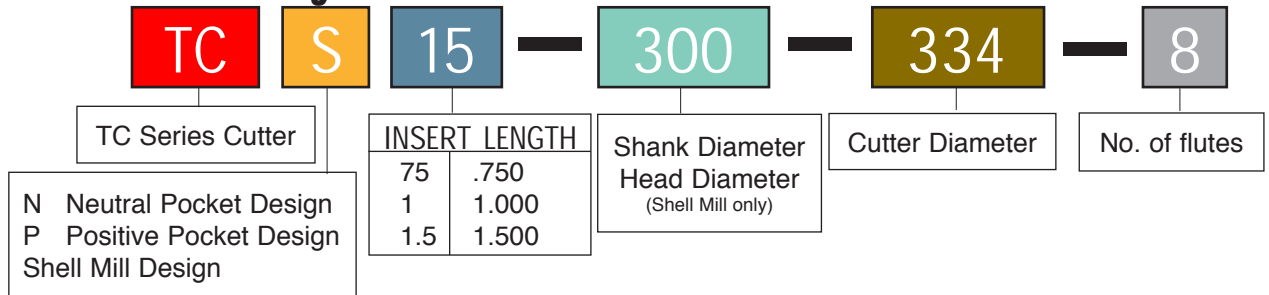 TC S 15 — 300 — 334 — 8
TC Series Cutter
N Neutral Pocket Design
P Positive Pocket Design
Shell Mill Design
INSERT LENGTH
75 .750
1 1.000
1.5 1.500
Shank Diameter
Head Diameter
(Shell Mill only)
Cutter Diameter
No. of flutes